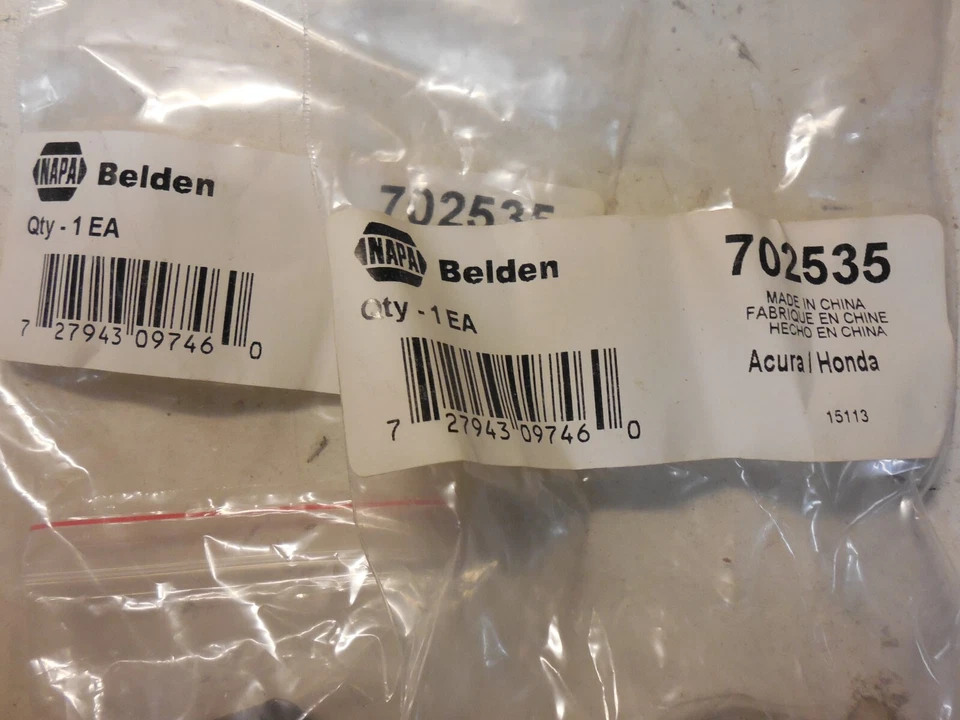 NAPA Belden
Qty - 1 EA
7 27943 09746 0
702535
NAPA Belden
Qty - 1 EA
7 27943 09746 0
702535
MADE IN CHINA
FABRIQUE EN CHINE
HECHO EN CHINA
Acura / Honda
15113